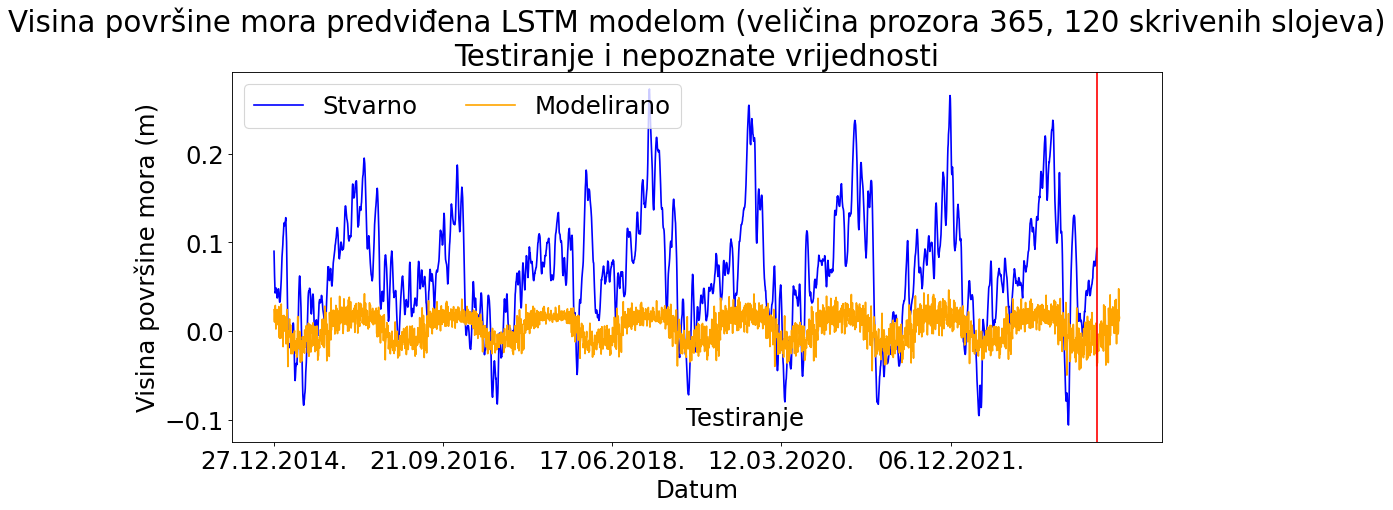 Visina površine mora predviđena LSTM modelom (veličina prozora 365, 120 skrivenih slojeva)
Testiranje i nepoznate vrijednosti
Stvarno
Modelirano
Visina površine mora (m)
0.2
0.1
0.0
−0.1
Testiranje
27.12.2014.
21.09.2016.
17.06.2018.
12.03.2020.
06.12.2021.
Datum